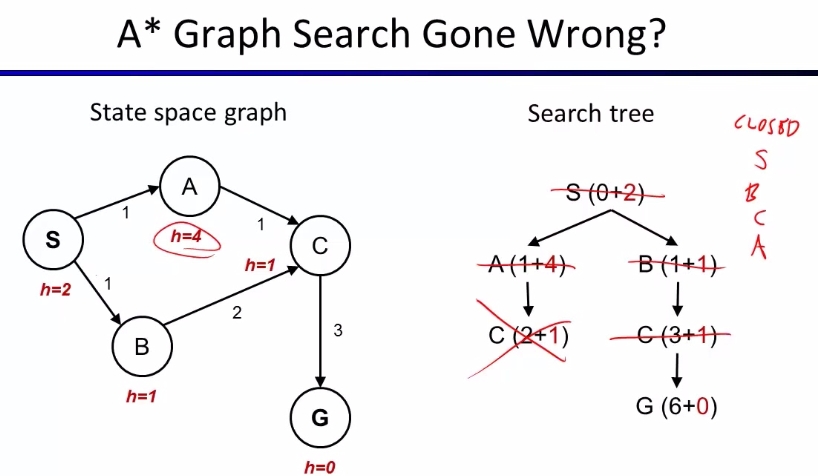 A* Graph Search Gone Wrong?
State space graph
Search tree
CLOSED
S
B
C
A
A
h=4
1
1
S
h=2
C
h=1
1
2
B
h=1
3
G
h=0
S (0+2)
A (1+4) B (1+1)
C (2+1) C (3+1)
G (6+0)